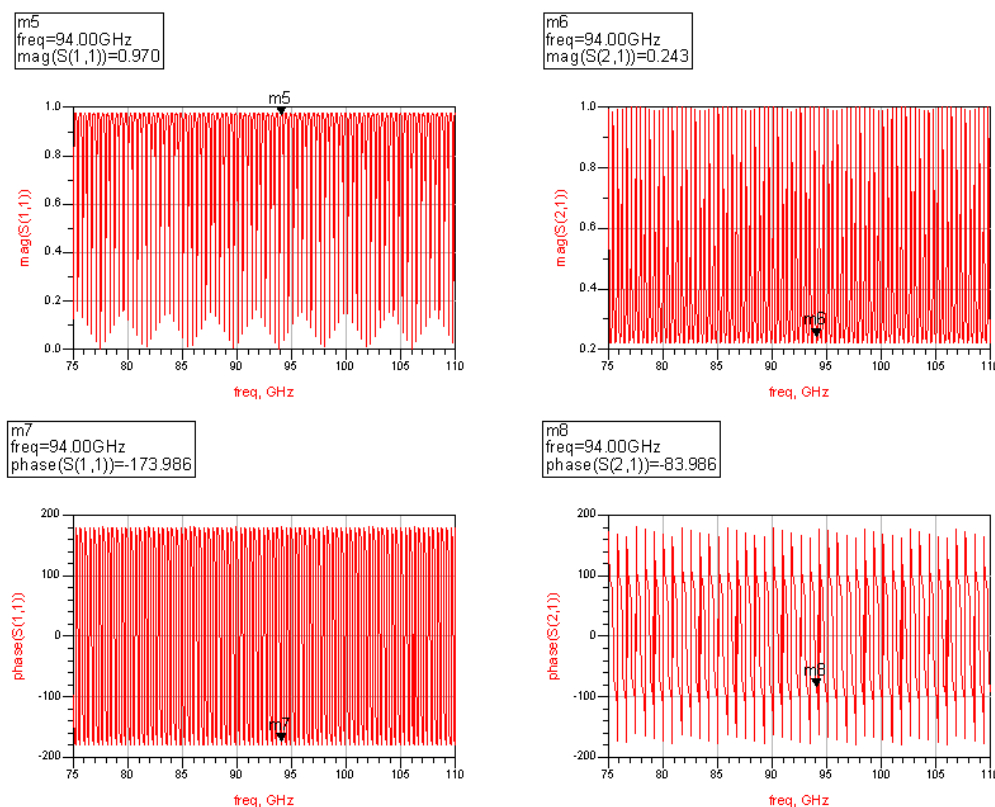 m5
freq=94.00GHz
mag(S(1,1))=0.970
m6
freq=94.00GHz
mag(S(2,1))=0.243
m5
1.0
0.8
0.6
0.4
0.2
0.0
mag(S(1,1))
75 80 85 90 95 100 105 110
freq, GHz
m6
1.0
0.8
0.6
0.4
0.2
mag(S(2,1))
75 80 85 90 95 100 105 110
freq, GHz
m7
freq=94.00GHz
phase(S(1,1))=-173.986
m8
freq=94.00GHz
phase(S(2,1))=-83.986
200
100
0
-100
-200
phase(S(1,1))
m7
75 80 85 90 95 100 105 110
freq, GHz
200
100
0
-100
-200
phase(S(2,1))
m8
75 80 85 90 95 100 105 110
freq, GHz